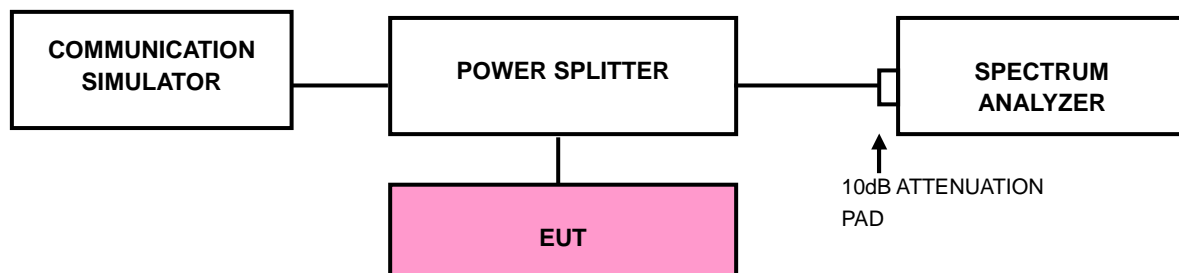 COMMUNICATION
SIMULATOR
POWER SPLITTER
SPECTRUM
ANALYZER
10dB ATTENUATION
PAD
EUT